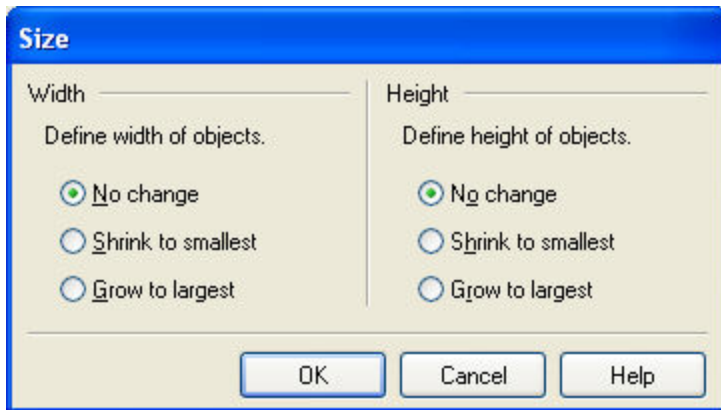 Size
Width
Define width of objects.
No change
Shrink to smallest
Grow to largest
Height
Define height of objects.
No change
Shrink to smallest
Grow to largest
OK
Cancel
Help